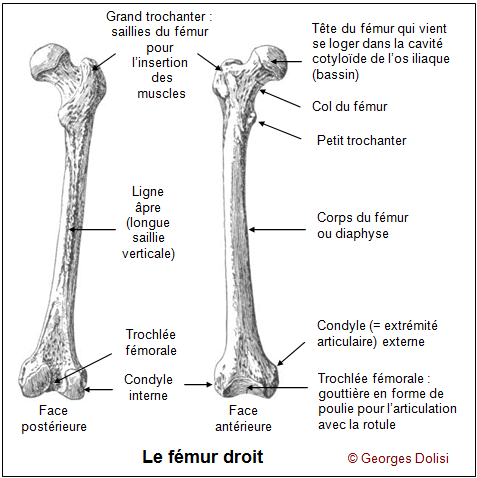 Grand trochanter :
saillies du fémur
pour
l'insertion
des
muscles
Tête du fémur qui vient
se loger dans la cavité
cotyloïde de l'os iliaque
(bassin)
Col du fémur
Petit trochanter
Ligne
âpre
(longue
saillie
verticale)
Corps du fémur
ou diaphyse
Trochlée
fémorale
Condyle
interne
Condyle (= extrémité
articulaire) externe
Trochlée fémorale :
gouttière en forme de
poulie pour l'articulation
avec la rotule
Face
postérieure
Face
antérieure
Le fémur droit
© Georges Dolisi